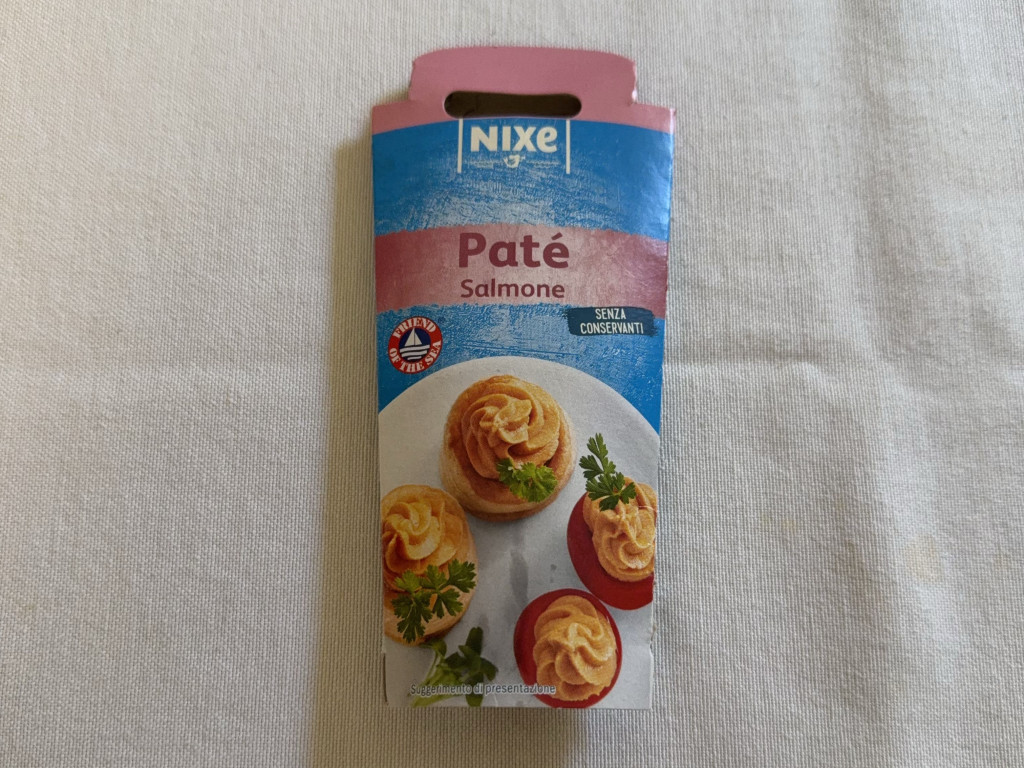 NIXe
Paté
Salmone
SENZA
CONSERVANTI
FRIEND
OF THE SEA
Suggerimento di presentazione